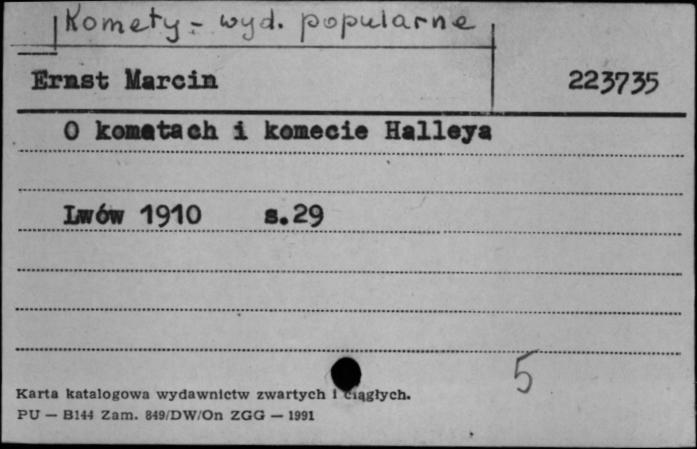 Komety - wyd. popularne
Ernst Marcin 223735
O kometach i komecie Halleya
Lwów 1910 s.29
5
Karta katalogowa wydawnictw zwartych i ciągłych.
PU — B144 Zam. 849/DW/On ZGG — 1991